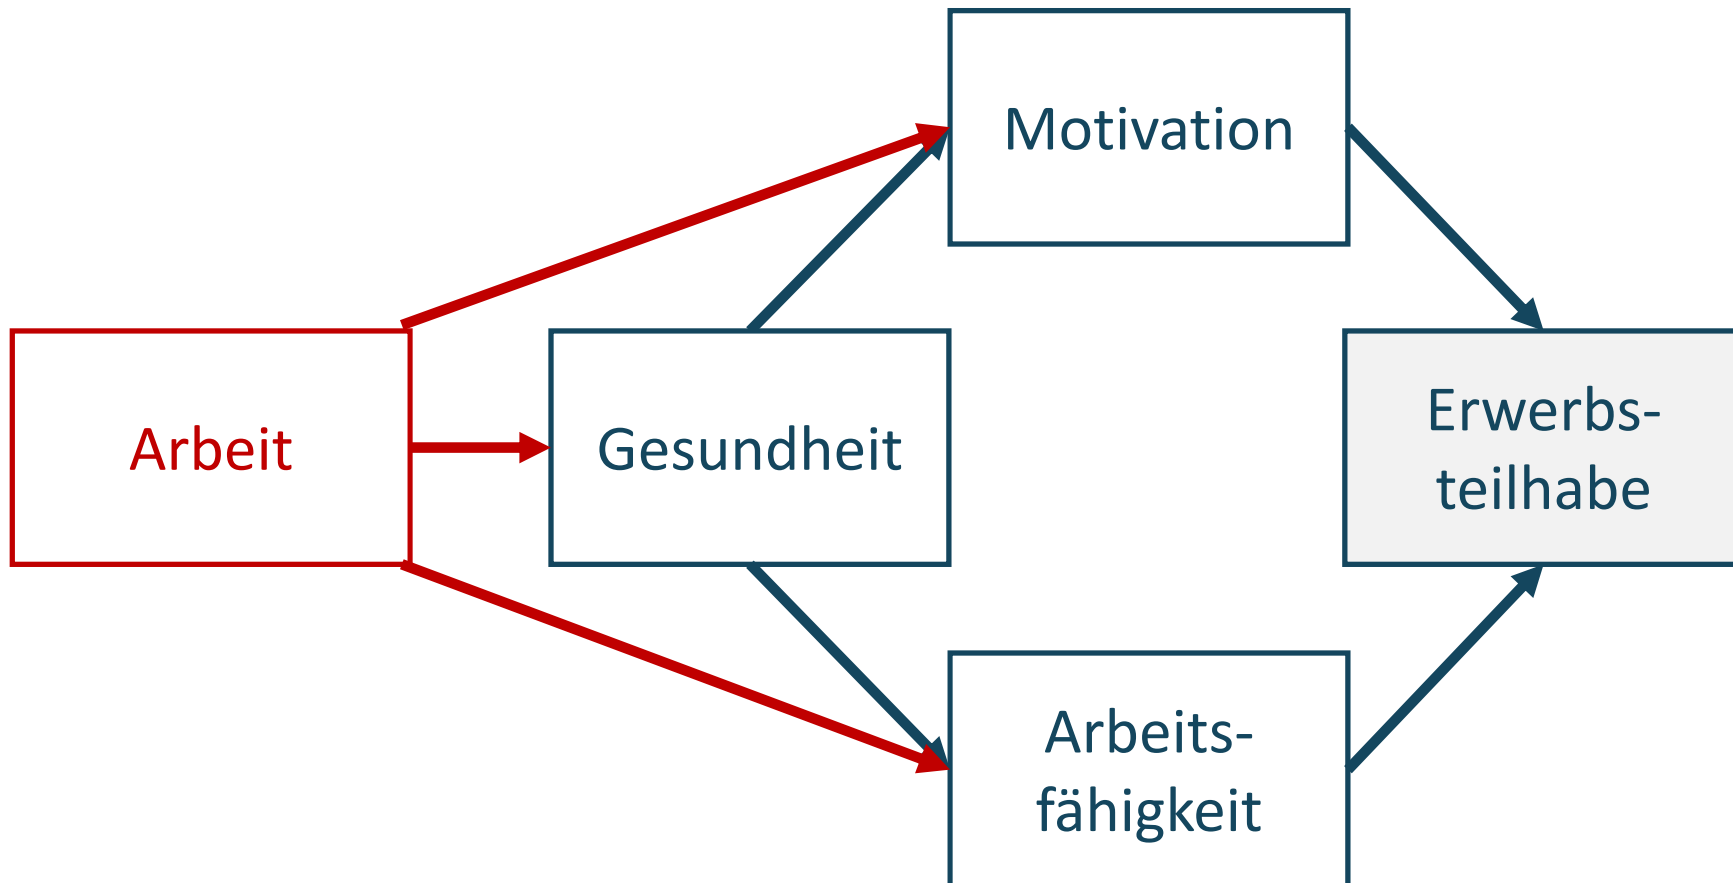 Motivation
Arbeit
Gesundheit
Erwerbs-
teilhabe
Arbeits-
fähigkeit